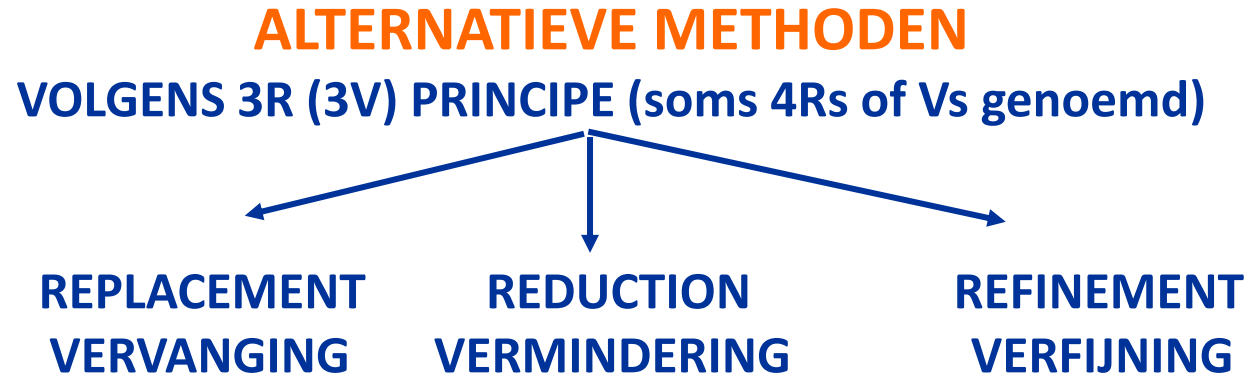 ALTERNATIEVE METHODEN
VOLGENS 3R (3V) PRINCIPE (soms 4Rs of Vs genoemd)
REPLACEMENT REDUCTION REFINEMENT
VERVANGING VERMINDERING VERFIJNING